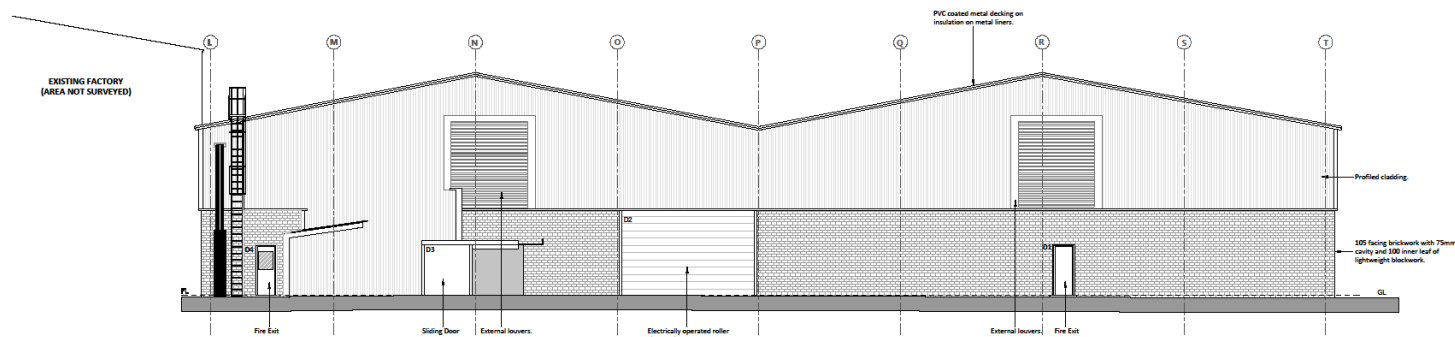 PVC coated metal decking on
insulation on metal liners.
L
M
N
O
P
Q
R
S
T
EXISTING FACTORY
(AREA NOT SURVEYED)
Profiled cladding.
D2
D4
D3
D1
105 facing brickwork with 75mm
cavity and 100 inner leaf of
lightweight blockwork.
FL
GL
Fire Exit
Sliding Door
External louvers.
Electrically operated roller
External louvers.
Fire Exit